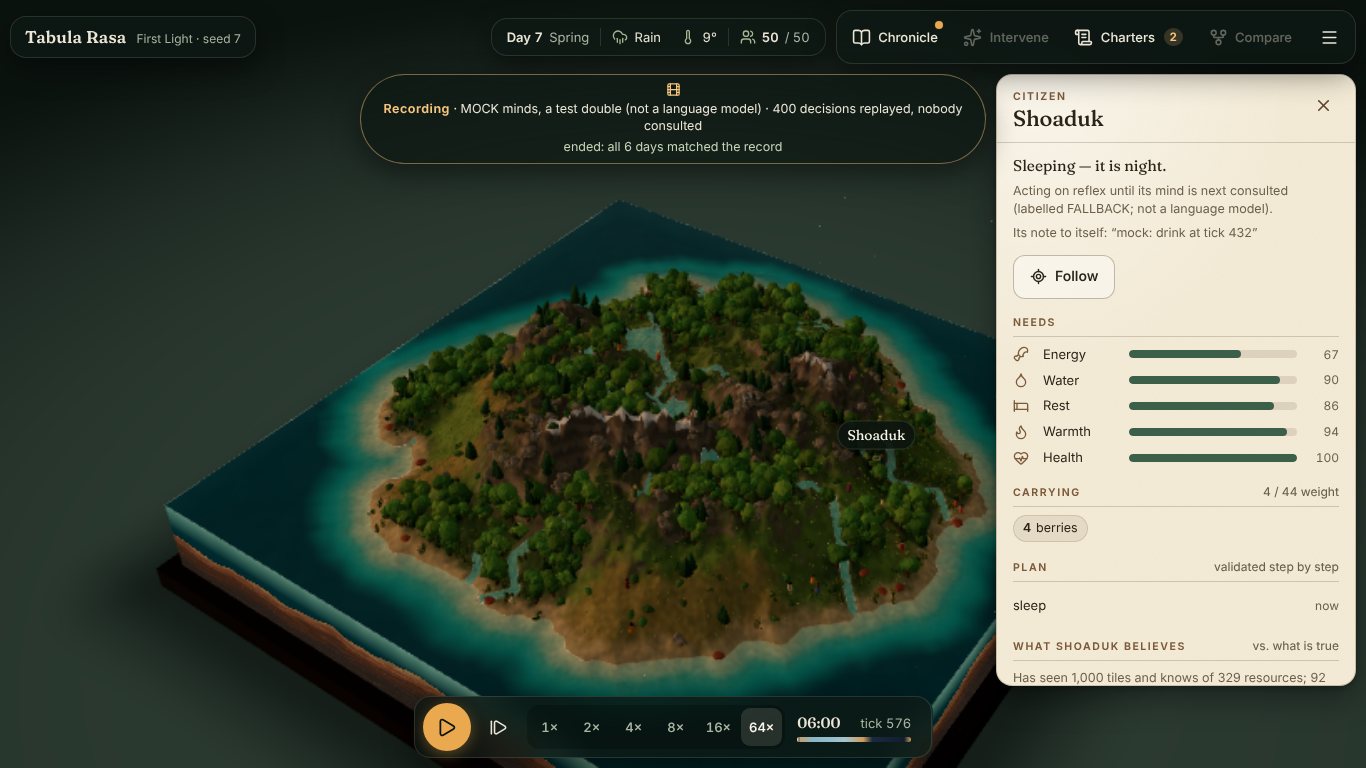 Tabula Rasa First Light · seed 7
Day 7 Spring Rain 9° 50 / 50
Chronicle Intervene Charters 2 Compare
Recording · MOCK minds, a test double (not a language model) · 400 decisions replayed, nobody
consulted
ended: all 6 days matched the record
CITIZEN
Shoaduk
Sleeping — it is night.
Acting on reflex until its mind is next consulted
(labelled FALLBACK; not a language model).
Its note to itself: “mock: drink at tick 432”
Follow
NEEDS
Energy 67
Water 90
Rest 86
Warmth 94
Health 100
CARRYING 4 / 44 weight
4 berries
PLAN validated step by step
sleep now
WHAT SHOADUK BELIEVES vs. what is true
Has seen 1,000 tiles and knows of 329 resources; 92
Shoaduk
1× 2× 4× 8× 16× 64× 06:00 tick 576